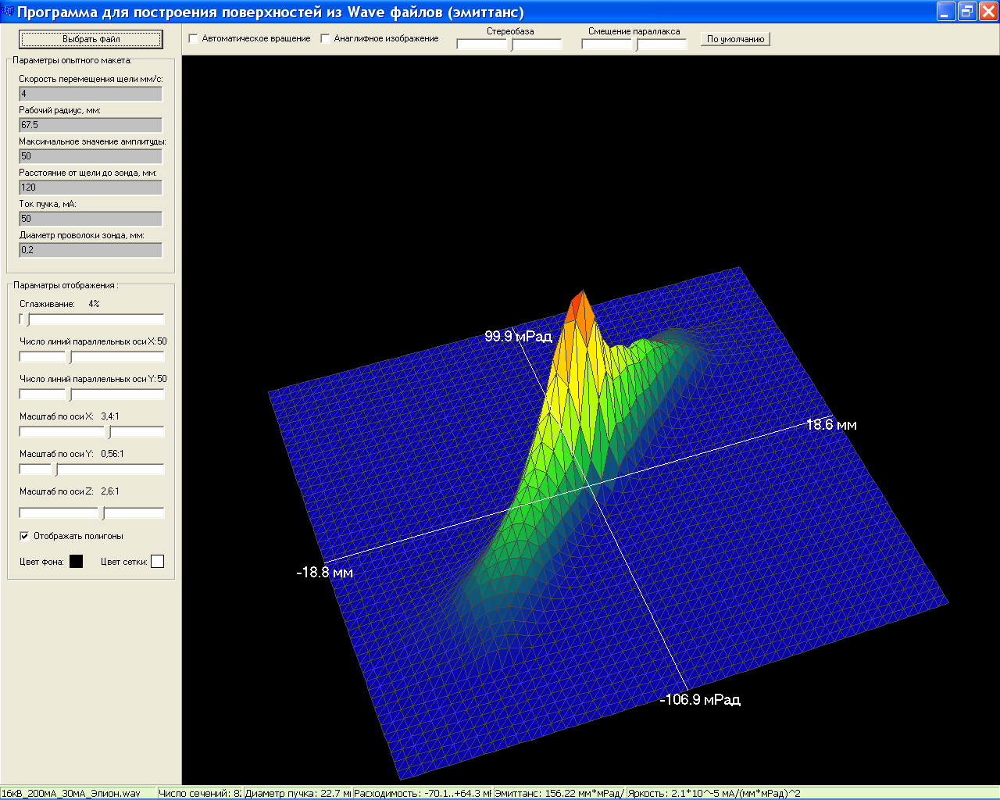 Программа для построения поверхностей из Wave файлов (эмиттанс)
Выбрать файл
Автоматическое вращение
Анаглифное изображение
Стереобаза
Смещение параллакса
По умолчанию
Параметры опытного макета:
Скорость перемещения щели мм/с:
4
Рабочий радиус, мм:
67.5
Максимальное значение амплитуды:
50
Расстояние от щели до зонда, мм:
120
Ток пучка, мА:
50
Диаметр проволоки зонда, мм:
0,2
Параматры отображения :
Сглаживание: 4%
Число линий параллельных оси X: 50
Число линий параллельных оси Y: 50
Масштаб по оси X: 3,4:1
Масштаб по оси Y: 0,56:1
Масштаб по оси Z: 2,6:1
Отображать полигоны
Цвет фона: Цвет сетки:
99.9 мРад
18.6 мм
-18.8 мм
-106.9 мРад
16кВ_200мА_30мА_Элион.wav
Число сечений: 82
Диаметр пучка: 22.7 мм
Расходимость: -70.1..+64.3 мР
Эмиттанс: 156.22 мм*мРад/
Яркость: 2.1*10^-5 мА/(мм*мРад)^2